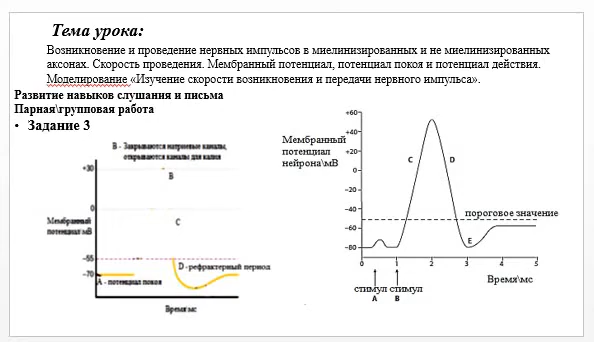 Тема урока:
Возникновение и проведение нервных импульсов в миелинизированных и не миелинизированных
аксонах. Скорость проведения. Мембранный потенциал, потенциал покоя и потенциал действия.
Моделирование «Изучение скорости возникновения и передачи нервного импульса».
Развитие навыков слушания и письма
Парная\групповая работа
• Задание 3
В - Закрываются натриевые каналы,
открываются каналы для калия
+30
В
0
С
Мембранный
потенциал мВ
-55
-70
D - рефрактерный период
А - потенциал покоя
Время\мс
Мембранный
потенциал
нейрона\мВ
+60
+40
+20
0
−20
−40
−60
−80
C
D
E
пороговое значение
0 1 2 3 4 5
Время\мс
стимул стимул
A B